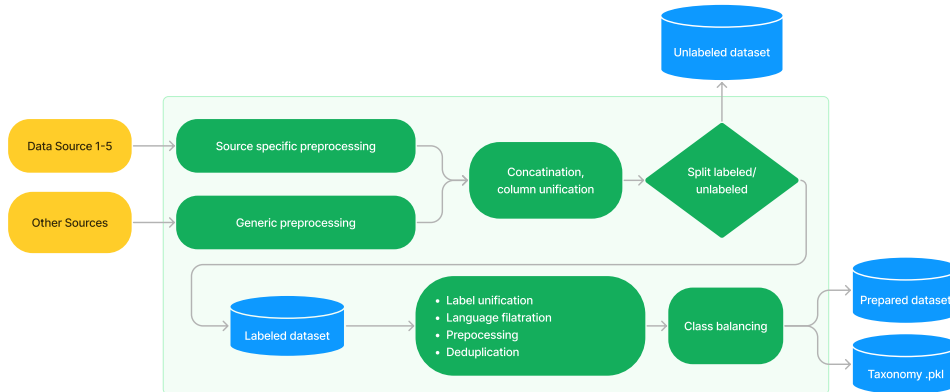 Unlabeled dataset
Data Source 1-5
Source specific preprocessing
Concatination,
column unification
Split labeled/
unlabeled
Other Sources
Generic preprocessing
Labeled dataset
• Label unification
• Language filatration
• Prepocessing
• Deduplication
Class balancing
Prepared dataset
Taxonomy .pkl